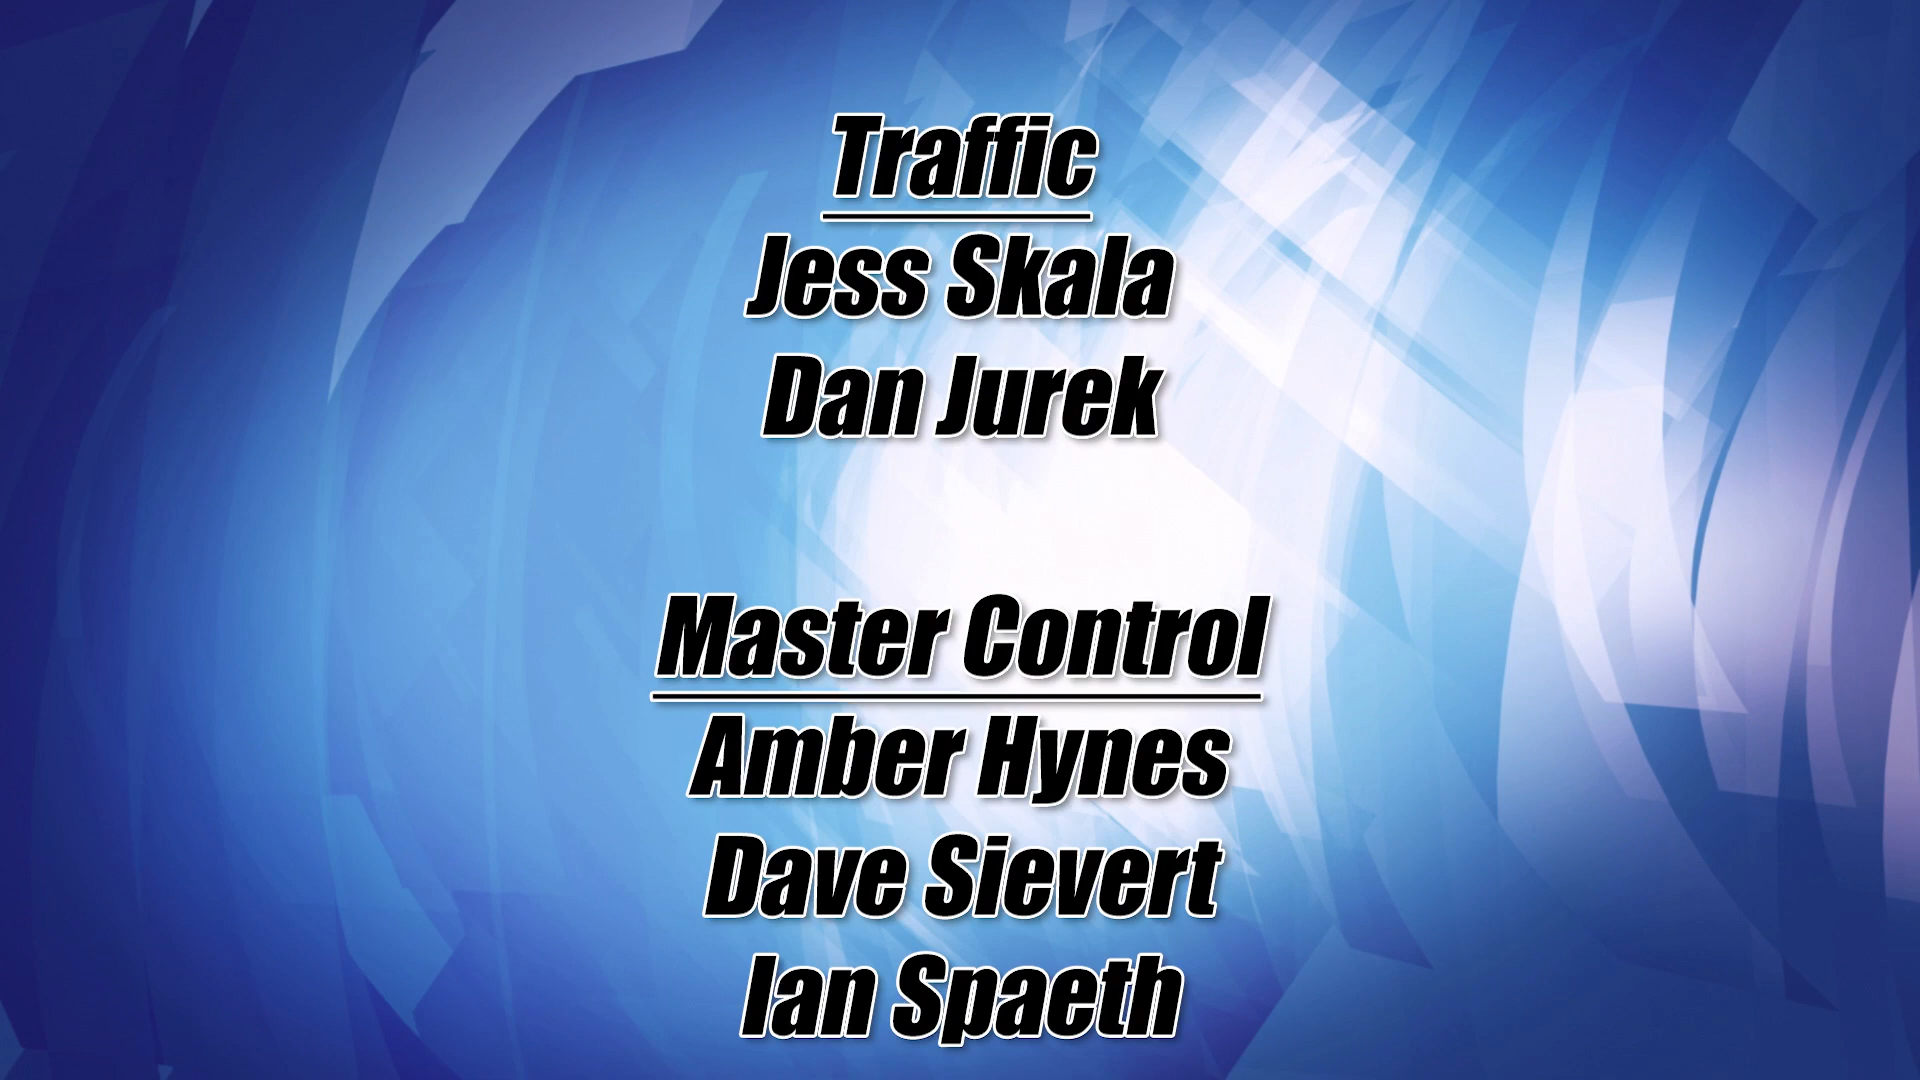 Traffic
Jess Skala
Dan Jurek
Master Control
Amber Hynes
Dave Sievert
Ian Spaeth